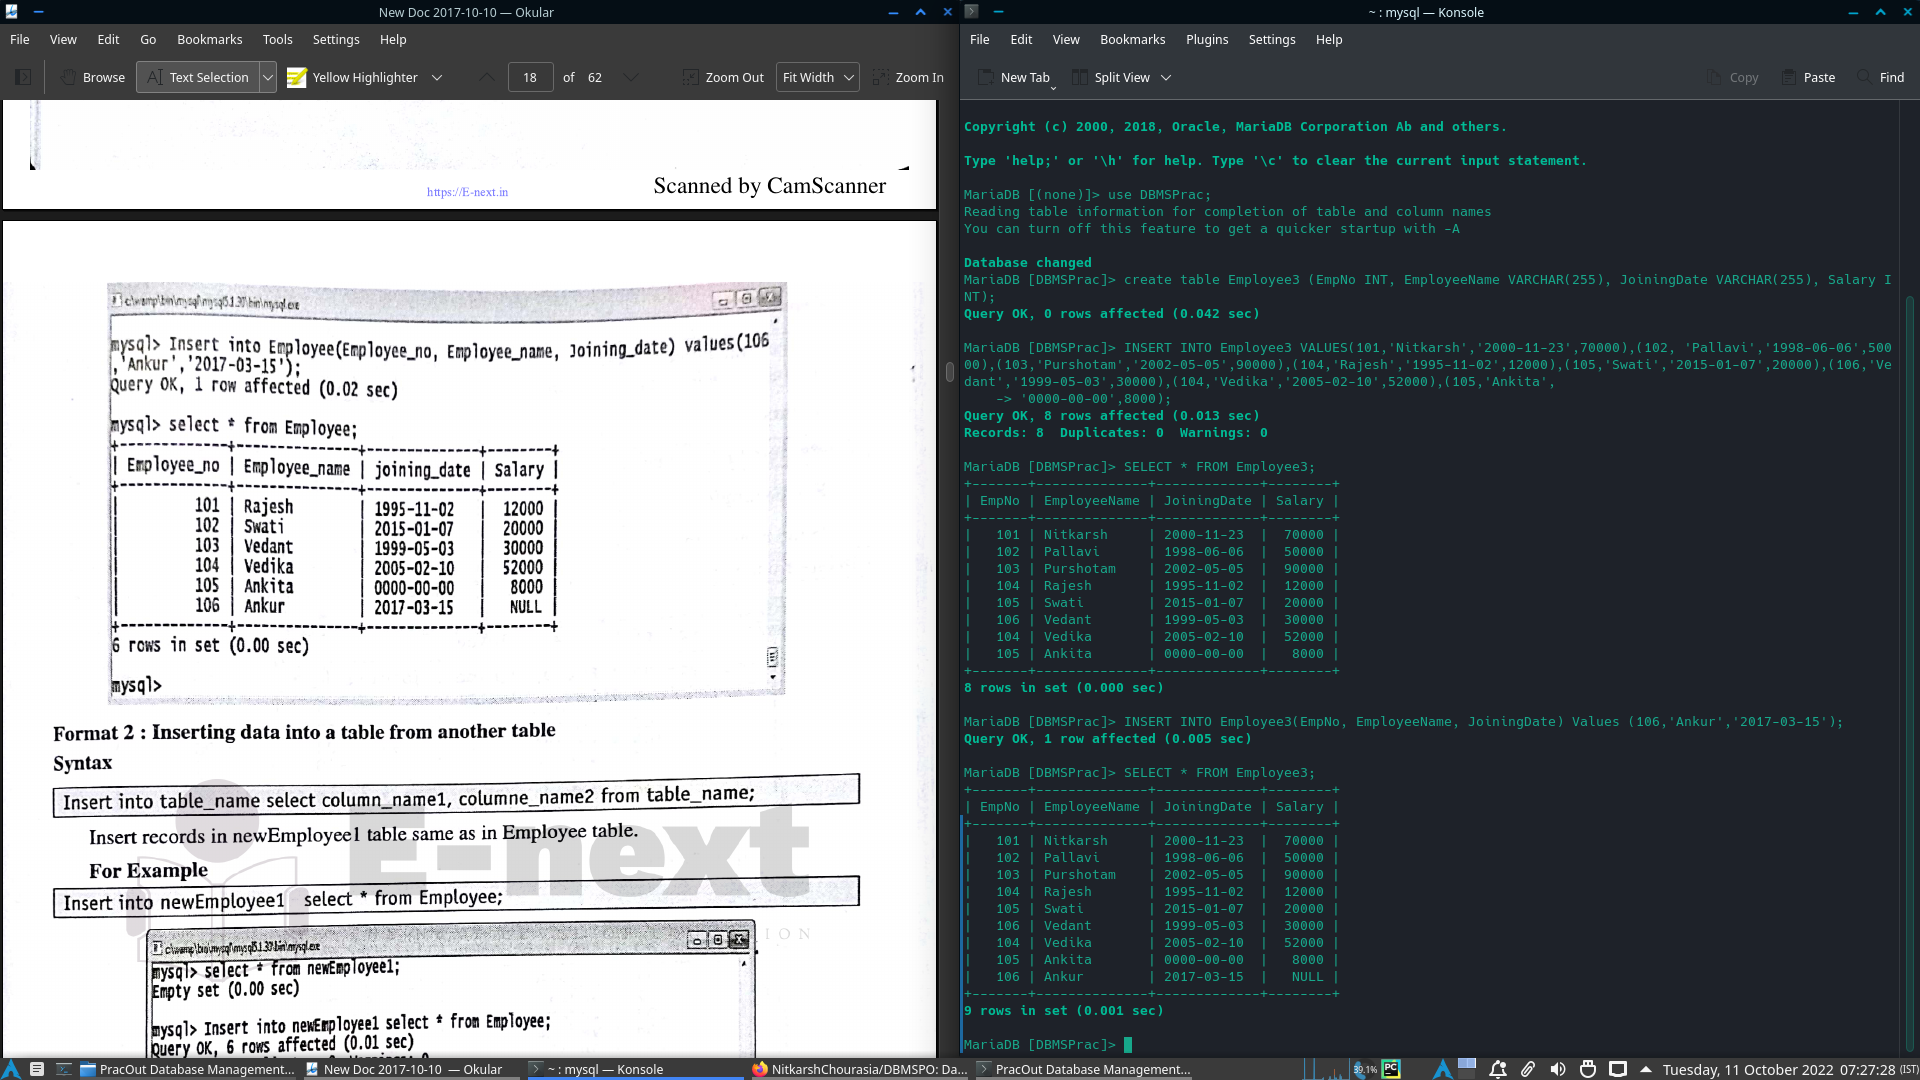 New Doc 2017-10-10 — Okular
File View Edit Go Bookmarks Tools Settings Help
Browse Text Selection Yellow Highlighter 18 of 62 Zoom Out Fit Width Zoom In
https://E-next.in
Scanned by CamScanner
c:\wamp\bin\mysql\mysql5.1.30\bin\mysql.exe
mysql> Insert into Employee(Employee_no, Employee_name, Joining_date) values(106
,'Ankur','2017-03-15');
Query OK, 1 row affected (0.02 sec)
mysql> select * from Employee;
+-------------+---------------+--------------+--------+
| Employee_no | Employee_name | joining_date | Salary |
+-------------+---------------+--------------+--------+
| 101 | Rajesh | 1995-11-02 | 12000 |
| 102 | Swati | 2015-01-07 | 20000 |
| 103 | Vedant | 1999-05-03 | 30000 |
| 104 | Vedika | 2005-02-10 | 52000 |
| 105 | Ankita | 0000-00-00 | 8000 |
| 106 | Ankur | 2017-03-15 | NULL |
+-------------+---------------+--------------+--------+
6 rows in set (0.00 sec)
mysql>
Format 2 : Inserting data into a table from another table
Syntax
Insert into table_name select column_name1, columne_name2 from table_name;
Insert records in newEmployee1 table same as in Employee table.
For Example
Insert into newEmployee1 select * from Employee;
E-next
c:\wamp\bin\mysql\mysql5.1.30\bin\mysql.exe
mysql> select * from newEmployee1;
Empty set (0.00 sec)
mysql> Insert into newEmployee1 select * from Employee;
Query OK, 6 rows affected (0.01 sec)
~ : mysql — Konsole
File Edit View Bookmarks Plugins Settings Help
New Tab Split View Copy Paste Find
Copyright (c) 2000, 2018, Oracle, MariaDB Corporation Ab and others.
Type 'help;' or '\h' for help. Type '\c' to clear the current input statement.
MariaDB [(none)]> use DBMSPrac;
Reading table information for completion of table and column names
You can turn off this feature to get a quicker startup with -A
Database changed
MariaDB [DBMSPrac]> create table Employee3 (EmpNo INT, EmployeeName VARCHAR(255), JoiningDate VARCHAR(255), Salary I
NT);
Query OK, 0 rows affected (0.042 sec)
MariaDB [DBMSPrac]> INSERT INTO Employee3 VALUES(101,'Nitkarsh','2000-11-23',70000),(102, 'Pallavi','1998-06-06',500
00),(103,'Purshotam','2002-05-05',90000),(104,'Rajesh','1995-11-02',12000),(105,'Swati','2015-01-07',20000),(106,'Ve
dant','1999-05-03',30000),(104,'Vedika','2005-02-10',52000),(105,'Ankita',
-> '0000-00-00',8000);
Query OK, 8 rows affected (0.013 sec)
Records: 8 Duplicates: 0 Warnings: 0
MariaDB [DBMSPrac]> SELECT * FROM Employee3;
+-------+--------------+-------------+--------+
| EmpNo | EmployeeName | JoiningDate | Salary |
+-------+--------------+-------------+--------+
| 101 | Nitkarsh | 2000-11-23 | 70000 |
| 102 | Pallavi | 1998-06-06 | 50000 |
| 103 | Purshotam | 2002-05-05 | 90000 |
| 104 | Rajesh | 1995-11-02 | 12000 |
| 105 | Swati | 2015-01-07 | 20000 |
| 106 | Vedant | 1999-05-03 | 30000 |
| 104 | Vedika | 2005-02-10 | 52000 |
| 105 | Ankita | 0000-00-00 | 8000 |
+-------+--------------+-------------+--------+
8 rows in set (0.000 sec)
MariaDB [DBMSPrac]> INSERT INTO Employee3(EmpNo, EmployeeName, JoiningDate) Values (106,'Ankur','2017-03-15');
Query OK, 1 row affected (0.005 sec)
MariaDB [DBMSPrac]> SELECT * FROM Employee3;
+-------+--------------+-------------+--------+
| EmpNo | EmployeeName | JoiningDate | Salary |
+-------+--------------+-------------+--------+
| 101 | Nitkarsh | 2000-11-23 | 70000 |
| 102 | Pallavi | 1998-06-06 | 50000 |
| 103 | Purshotam | 2002-05-05 | 90000 |
| 104 | Rajesh | 1995-11-02 | 12000 |
| 105 | Swati | 2015-01-07 | 20000 |
| 106 | Vedant | 1999-05-03 | 30000 |
| 104 | Vedika | 2005-02-10 | 52000 |
| 105 | Ankita | 0000-00-00 | 8000 |
| 106 | Ankur | 2017-03-15 | NULL |
+-------+--------------+-------------+--------+
9 rows in set (0.001 sec)
MariaDB [DBMSPrac]>
PracOut Database Management... New Doc 2017-10-10 — Okular ~ : mysql — Konsole NitkarshChourasia/DBMSPO: Da... PracOut Database Management... 39.1% PC Tuesday, 11 October 2022 07:27:28 (IST)